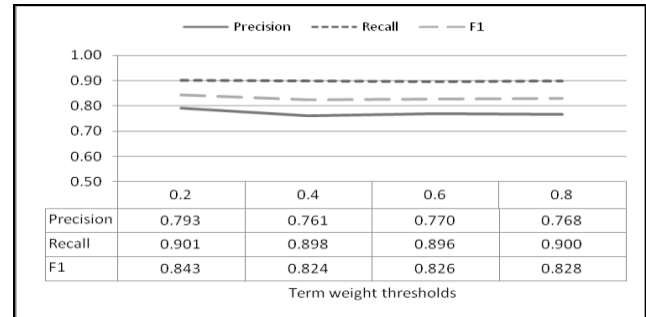 Precision Recall F1
1.00
0.90
0.80
0.70
0.60
0.50
0.2 0.4 0.6 0.8
Precision 0.793 0.761 0.770 0.768
Recall 0.901 0.898 0.896 0.900
F1 0.843 0.824 0.826 0.828
Term weight thresholds